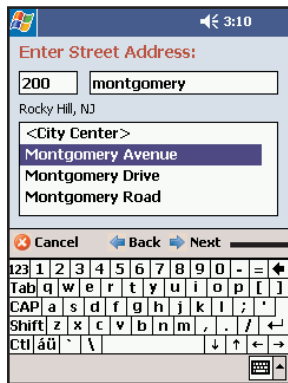 3:10
Enter Street Address:
200 montgomery
Rocky Hill, NJ
<City Center>
Montgomery Avenue
Montgomery Drive
Montgomery Road
Cancel Back Next
123 1 2 3 4 5 6 7 8 9 0 - =
Tab q w e r t y u i o p [ ]
CAP a s d f g h j k l ; '
Shift z x c v b n m , . /
Ctl áü ` \